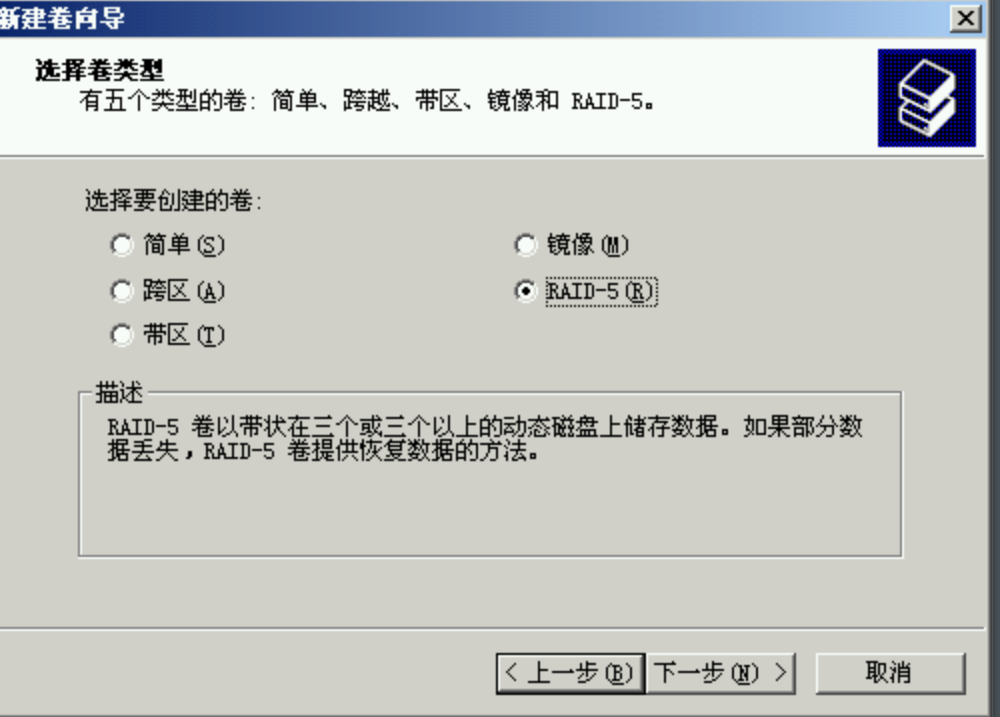 新建卷向导
选择卷类型
有五个类型的卷: 简单、跨越、带区、镜像和 RAID-5。
选择要创建的卷:
简单(S)
镜像(M)
跨区(A)
RAID-5(R)
带区(T)
描述
RAID-5 卷以带状在三个或三个以上的动态磁盘上储存数据。如果部分数
据丢失，RAID-5 卷提供恢复数据的方法。
< 上一步(B) 下一步(N) > 取消